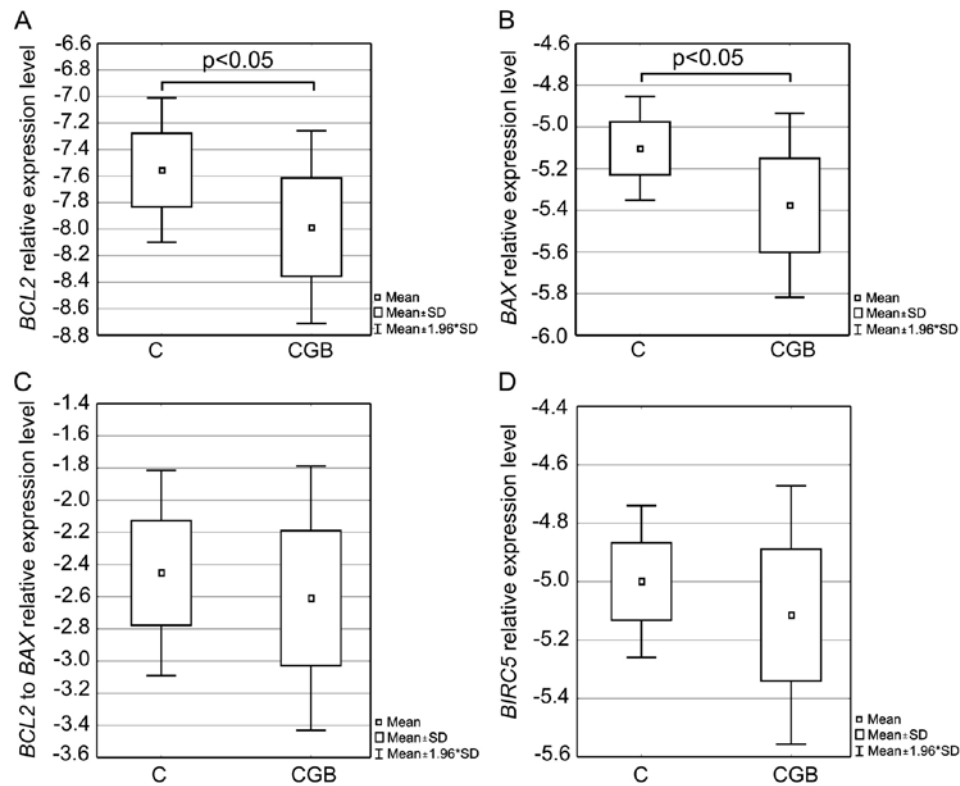 A
BCL2 relative expression level
-6.6
-6.8
-7.0
-7.2
-7.4
-7.6
-7.8
-8.0
-8.2
-8.4
-8.6
-8.8
p<0.05
C CGB
Mean
Mean±SD
Mean±1.96*SD
B
BAX relative expression level
-4.6
-4.8
-5.0
-5.2
-5.4
-5.6
-5.8
-6.0
p<0.05
C CGB
Mean
Mean±SD
Mean±1.96*SD
C
BCL2 to BAX relative expression level
-1.4
-1.6
-1.8
-2.0
-2.2
-2.4
-2.6
-2.8
-3.0
-3.2
-3.4
-3.6
C CGB
Mean
Mean±SD
Mean±1.96*SD
D
BIRC5 relative expression level
-4.4
-4.6
-4.8
-5.0
-5.2
-5.4
-5.6
C CGB
Mean
Mean±SD
Mean±1.96*SD